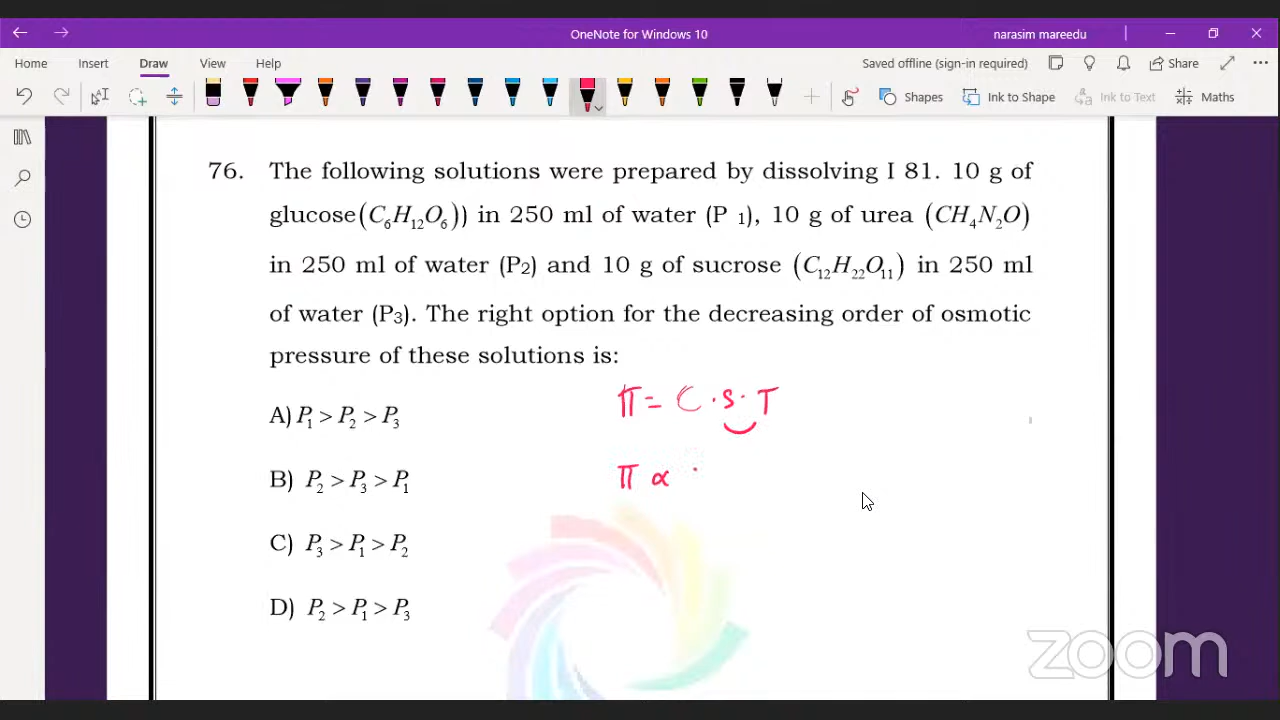 OneNote for Windows 10
narasim mareedu
Home Insert Draw View Help
Saved offline (sign-in required)
Share
Shapes
Ink to Shape
Ink to Text
Maths
76. The following solutions were prepared by dissolving I 81. 10 g of
glucose(C₆H₁₂O₆)) in 250 ml of water (P ₁), 10 g of urea (CH₄N₂O)
in 250 ml of water (P₂) and 10 g of sucrose (C₁₂H₂₂O₁₁) in 250 ml
of water (P₃). The right option for the decreasing order of osmotic
pressure of these solutions is:
π = C · S · T
A) P₁ > P₂ > P₃
B) P₂ > P₃ > P₁
π ∝
C) P₃ > P₁ > P₂
D) P₂ > P₁ > P₃
zoom